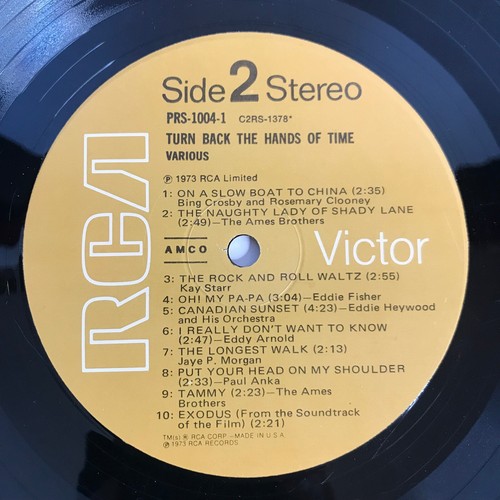 Side 2 Stereo
PRS-1004-1 C2RS-1378*
TURN BACK THE HANDS OF TIME
VARIOUS
RCA
Ⓟ 1973 RCA Limited
1: ON A SLOW BOAT TO CHINA (2:35)
Bing Crosby and Rosemary Clooney
2: THE NAUGHTY LADY OF SHADY LANE
(2:49)—The Ames Brothers
AMCO
Victor
3: THE ROCK AND ROLL WALTZ (2:55)
Kay Starr
4: OH! MY PA-PA (3:04)—Eddie Fisher
5: CANADIAN SUNSET (4:23)—Eddie Heywood
and His Orchestra
6: I REALLY DON'T WANT TO KNOW
(2:47)—Eddy Arnold
7: THE LONGEST WALK (2:13)
Jaye P. Morgan
8: PUT YOUR HEAD ON MY SHOULDER
(2:33)—Paul Anka
9: TAMMY (2:23)—The Ames
Brothers
10: EXODUS (From the Soundtrack
of the Film) (2:21)
TM(s) ® RCA CORP.—MADE IN U.S.A.
Ⓟ 1973 RCA RECORDS